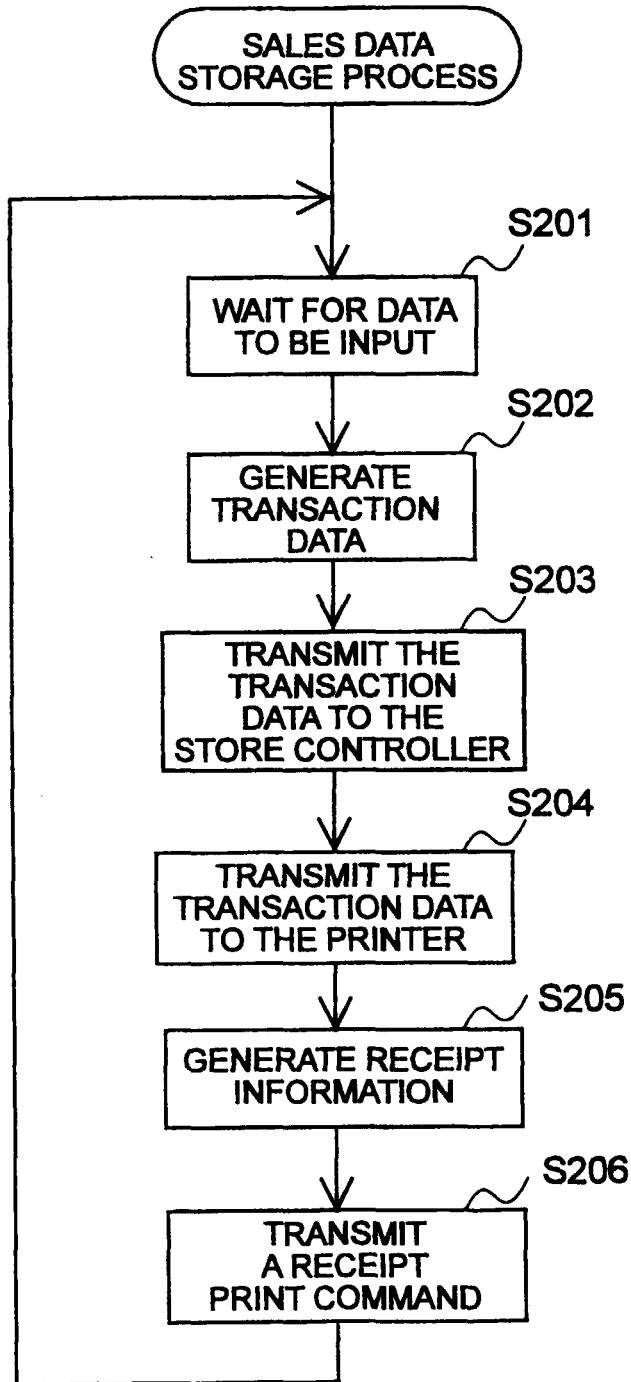 SALES DATA
STORAGE PROCESS
S201
WAIT FOR DATA
TO BE INPUT
S202
GENERATE
TRANSACTION
DATA
S203
TRANSMIT THE
TRANSACTION
DATA TO THE
STORE CONTROLLER
S204
TRANSMIT THE
TRANSACTION DATA
TO THE PRINTER
S205
GENERATE RECEIPT
INFORMATION
S206
TRANSMIT
A RECEIPT
PRINT COMMAND